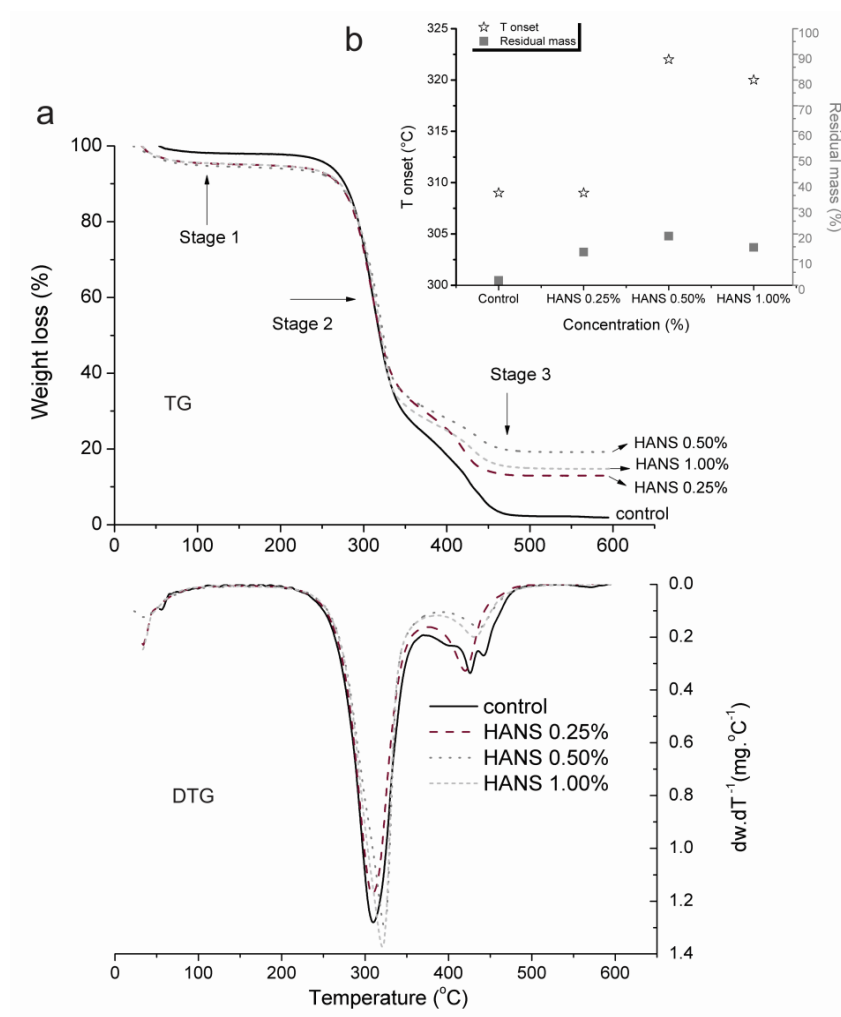 b
T onset
Residual mass
325
320
315
310
305
300
T onset (°C)
100
90
80
70
60
50
40
30
20
10
0
Residual mass (%)
Control HANS 0.25% HANS 0.50% HANS 1.00%
Concentration (%)
a
100
80
60
40
20
0
Weight loss (%)
Stage 1
Stage 2
Stage 3
TG
HANS 0.50%
HANS 1.00%
HANS 0.25%
control
0 100 200 300 400 500 600
0.0
0.2
0.4
0.6
0.8
1.0
1.2
1.4
dw.dT⁻¹(mg.°C⁻¹)
control
HANS 0.25%
HANS 0.50%
HANS 1.00%
DTG
0 100 200 300 400 500 600
Temperature (°C)